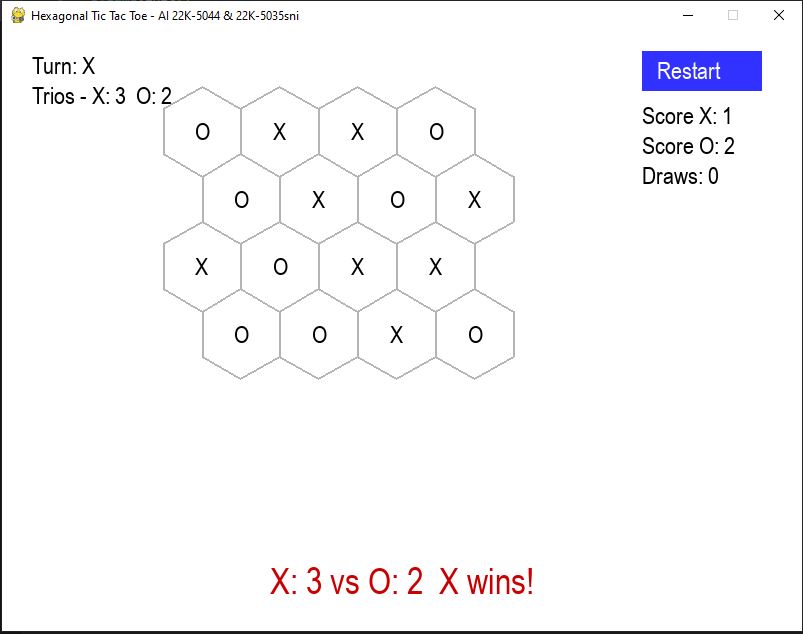 Hexagonal Tic Tac Toe - AI 22K-5044 & 22K-5035sni
Turn: X
Trios - X: 3  O: 2
Restart
Score X: 1
Score O: 2
Draws: 0
O X X O
O X O X
X O X X
O O X O
X: 3 vs O: 2  X wins!